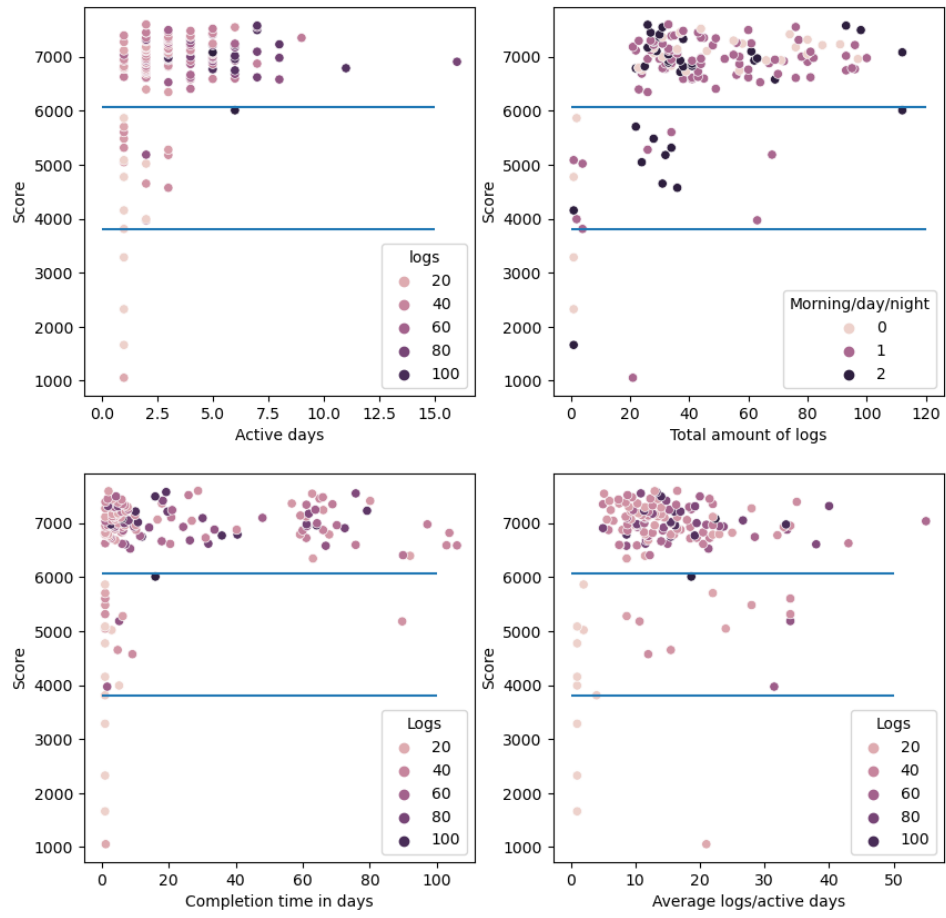 7000
6000
5000
4000
3000
2000
1000
Score
0.0 2.5 5.0 7.5 10.0 12.5 15.0
Active days
logs
20
40
60
80
100
7000
6000
5000
4000
3000
2000
1000
Score
0 20 40 60 80 100 120
Total amount of logs
Morning/day/night
0
1
2
7000
6000
5000
4000
3000
2000
1000
Score
0 20 40 60 80 100
Completion time in days
Logs
20
40
60
80
100
7000
6000
5000
4000
3000
2000
1000
Score
0 10 20 30 40 50
Average logs/active days
Logs
20
40
60
80
100